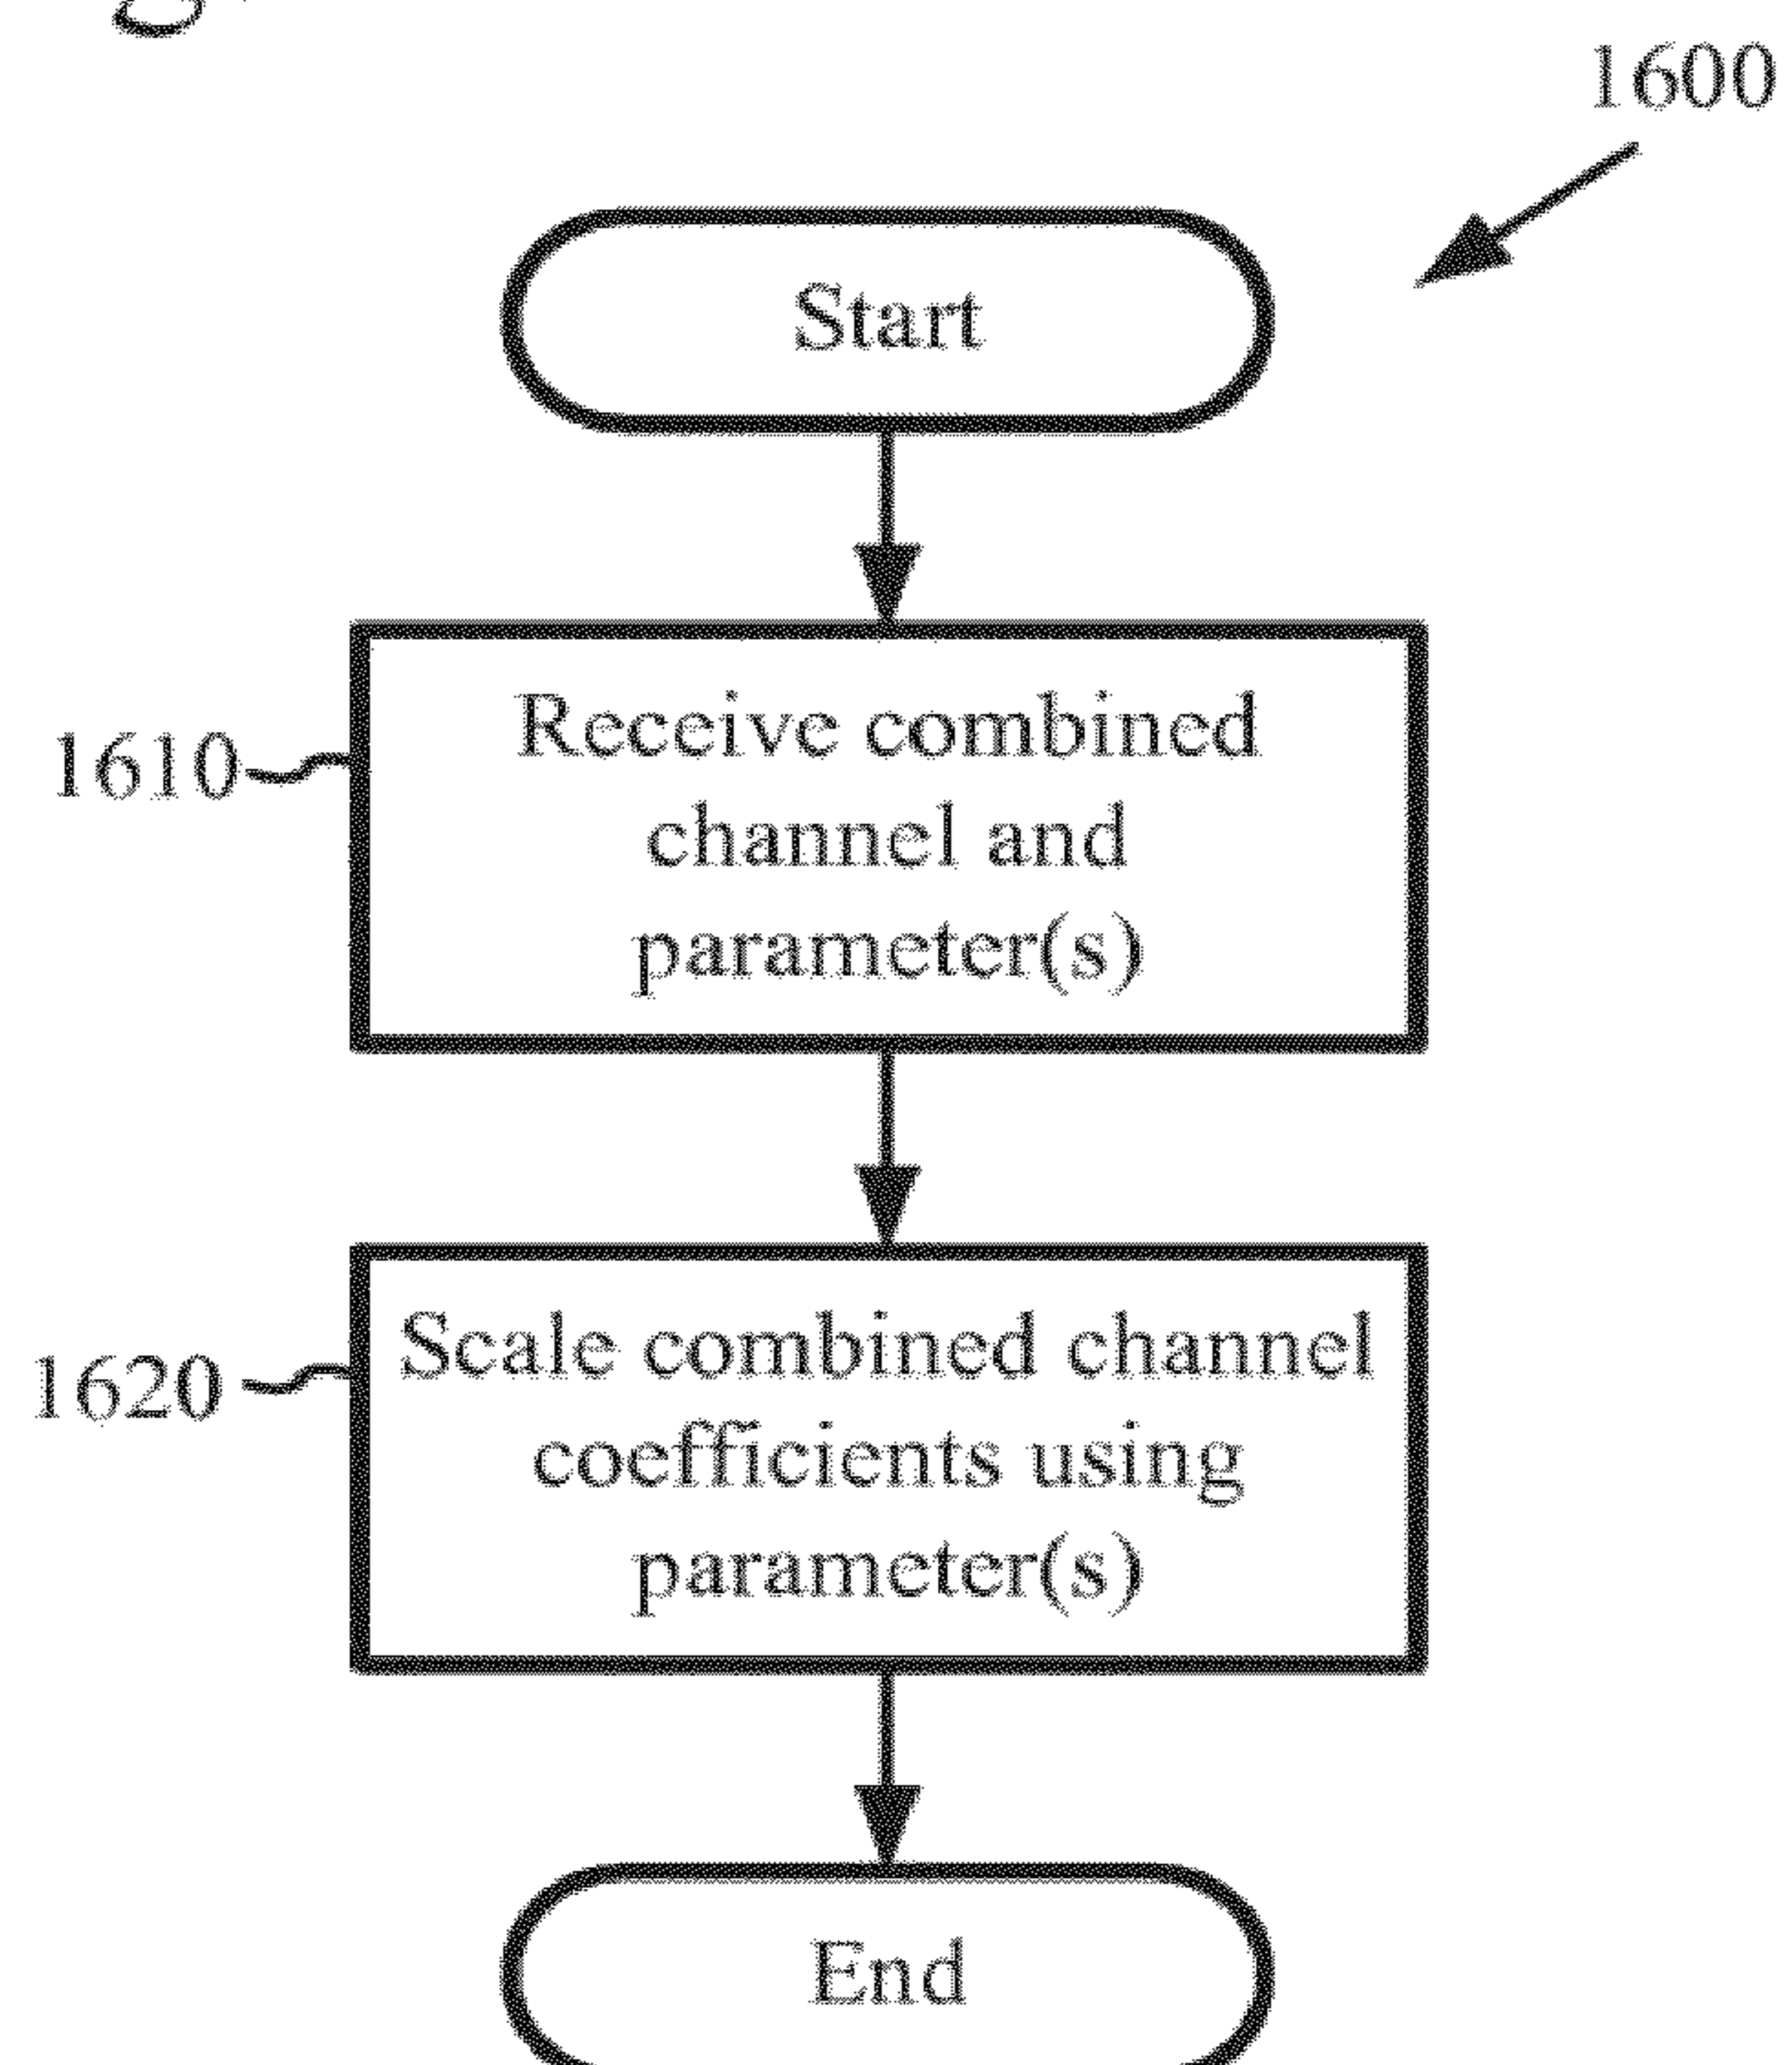 1600
Start
1610
Receive combined
channel and
parameter(s)
1620
Scale combined channel
coefficients using
parameter(s)
End